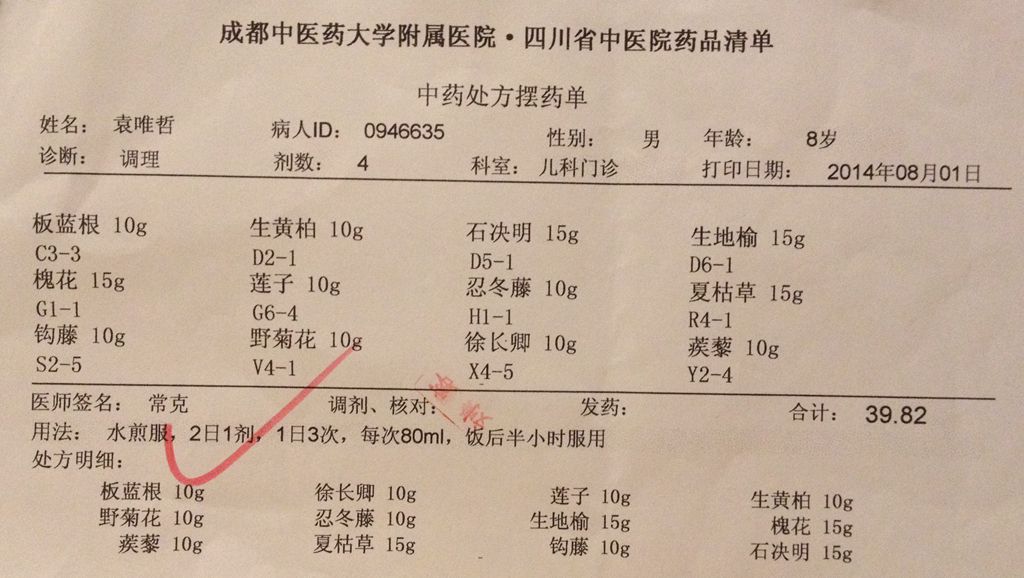 成都中医药大学附属医院·四川省中医院药品清单
中药处方摆药单
姓名： 袁唯哲 病人ID： 0946635 性别： 男 年龄： 8岁
诊断： 调理 剂数： 4 科室： 儿科门诊 打印日期： 2014年08月01日
板蓝根 10g 生黄柏 10g 石决明 15g 生地榆 15g
C3-3 D2-1 D5-1 D6-1
槐花 15g 莲子 10g 忍冬藤 10g 夏枯草 15g
G1-1 G6-4 H1-1 R4-1
钩藤 10g 野菊花 10g 徐长卿 10g 蒺藜 10g
S2-5 V4-1 X4-5 Y2-4
医师签名： 常克 调剂、核对： 发药： 合计： 39.82
用法： 水煎服，2日1剂，1日3次，每次80ml，饭后半小时服用
处方明细：
板蓝根 10g 徐长卿 10g 莲子 10g 生黄柏 10g
野菊花 10g 忍冬藤 10g 生地榆 15g 槐花 15g
蒺藜 10g 夏枯草 15g 钩藤 10g 石决明 15g